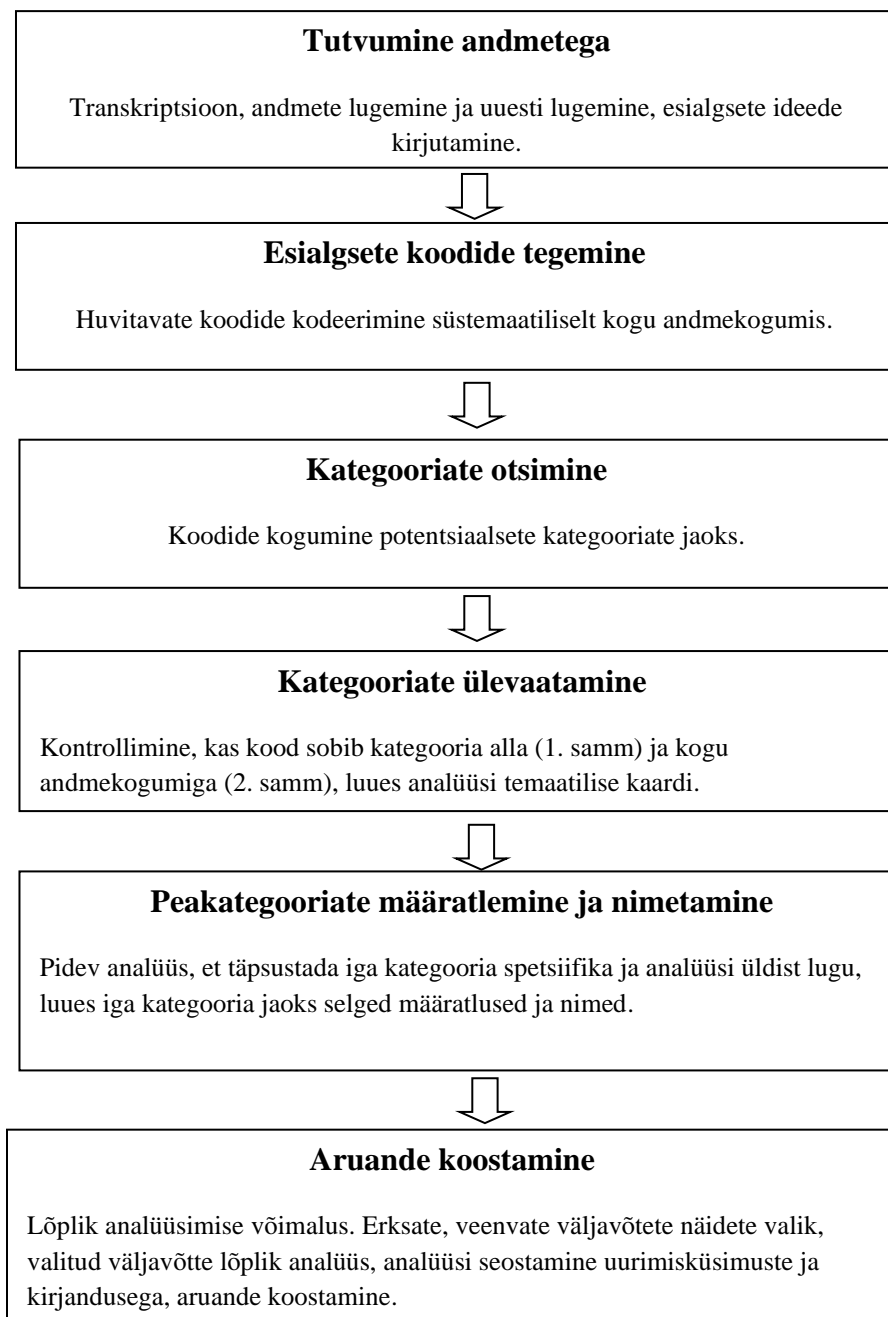 Tutvumine andmetega
Transkriptsioon, andmete lugemine ja uuesti lugemine, esialgsete ideede
kirjutamine.
Esialgsete koodide tegemine
Huvitavate koodide kodeerimine süstemaatiliselt kogu andmekogumis.
Kategooriate otsimine
Koodide kogumine potentsiaalsete kategooriate jaoks.
Kategooriate ülevaatamine
Kontrollimine, kas kood sobib kategooria alla (1. samm) ja kogu
andmekogumiga (2. samm), luues analüüsi temaatilise kaardi.
Peakategooriate määratlemine ja nimetamine
Pidev analüüs, et täpsustada iga kategooria spetsiifika ja analüüsi üldist lugu,
luues iga kategooria jaoks selged määratlused ja nimed.
Aruande koostamine
Lõplik analüüsimise võimalus. Erksate, veenvate väljavõtete näidete valik,
valitud väljavõtte lõplik analüüs, analüüsi seostamine uurimisküsimuste ja
kirjandusega, aruande koostamine.